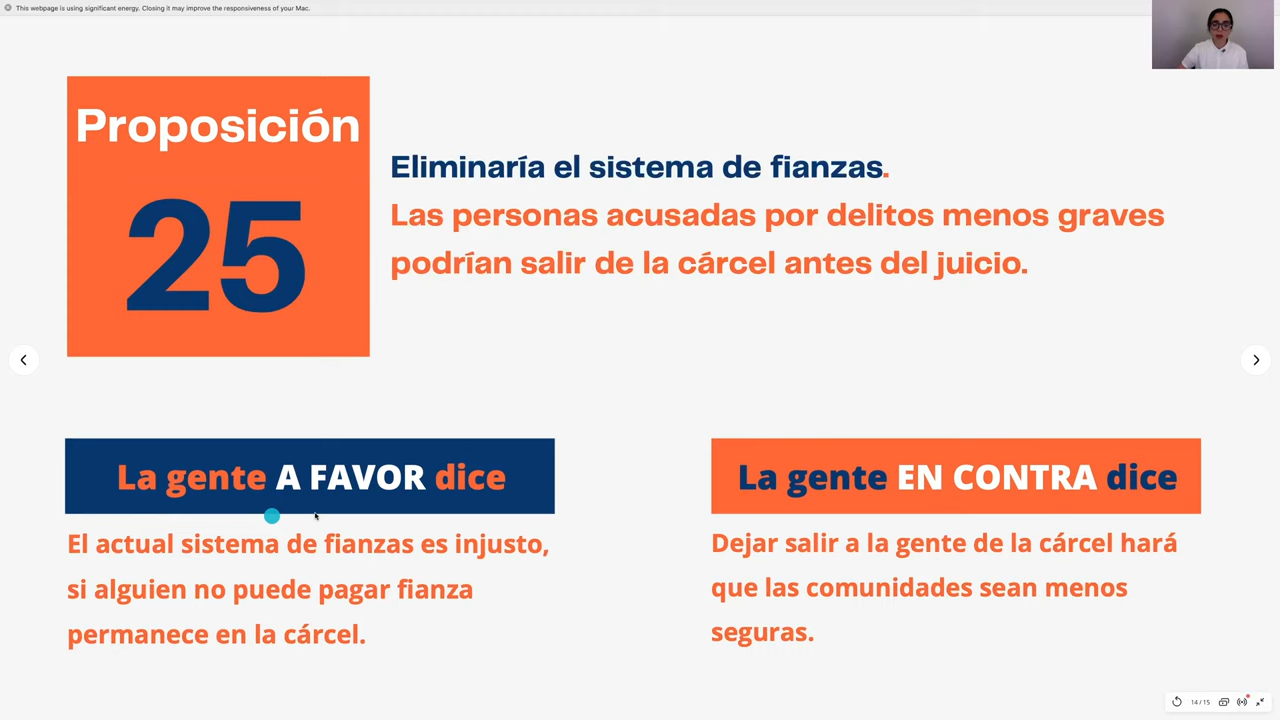 This webpage is using significant energy. Closing it may improve the responsiveness of your Mac.
Proposición
25
Eliminaría el sistema de fianzas.
Las personas acusadas por delitos menos graves
podrían salir de la cárcel antes del juicio.
La gente A FAVOR dice
El actual sistema de fianzas es injusto,
si alguien no puede pagar fianza
permanece en la cárcel.
La gente EN CONTRA dice
Dejar salir a la gente de la cárcel hará
que las comunidades sean menos
seguras.
14 / 15